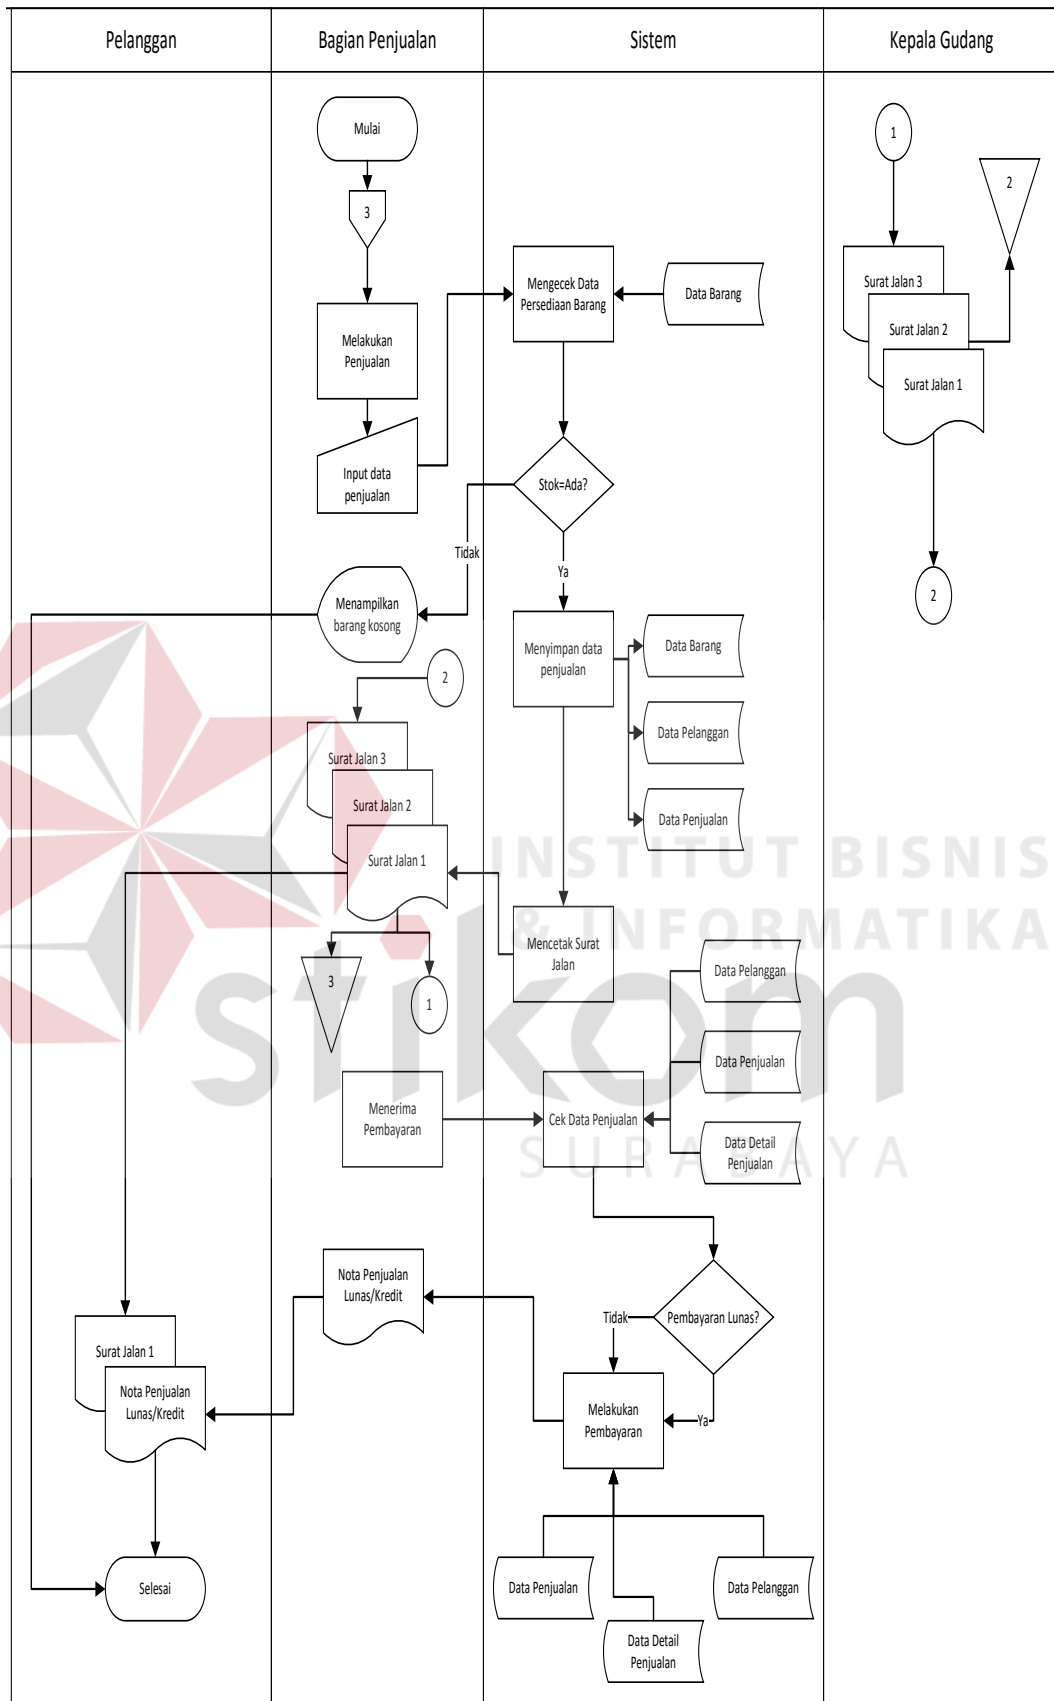 Pelanggan
Bagian Penjualan
Sistem
Kepala Gudang
Mulai
3
Melakukan
Penjualan
Input data
penjualan
Mengecek Data
Persediaan Barang
Data Barang
Stok=Ada?
Tidak
Ya
Menampilkan
barang kosong
Menyimpan data
penjualan
Data Barang
Data Pelanggan
Data Penjualan
1
2
Surat Jalan 3
Surat Jalan 2
Surat Jalan 1
2
2
Surat Jalan 3
Surat Jalan 2
Surat Jalan 1
3
1
Mencetak Surat
Jalan
Menerima
Pembayaran
Cek Data Penjualan
Data Pelanggan
Data Penjualan
Data Detail
Penjualan
Pembayaran Lunas?
Tidak
Ya
Nota Penjualan
Lunas/Kredit
Melakukan
Pembayaran
Surat Jalan 1
Nota Penjualan
Lunas/Kredit
Selesai
Data Penjualan
Data Pelanggan
Data Detail
Penjualan
INSTITUT BISNIS
& INFORMATIKA
stikom
SURABAYA